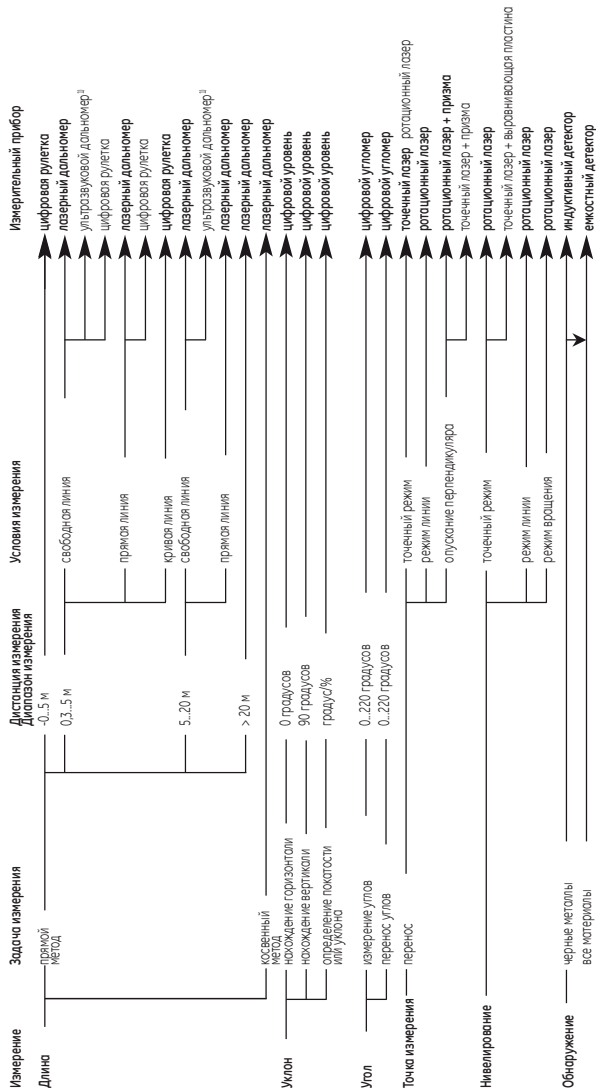 Измерение Задача измерения Дистанция измерения Условия измерения Измерительный прибор
Диапазон измерения
Длина прямой -0...5 м цифровая рулетка
метод
0,3...5 м свободная линия лазерный дальномер
ультразвуковой дальномер¹⁾
цифровая рулетка
прямая линия лазерный дальномер
цифровая рулетка
кривая линия цифровая рулетка
5...20 м свободная линия лазерный дальномер
ультразвуковой дальномер¹⁾
прямая линия лазерный дальномер
> 20 м лазерный дальномер
косвенный лазерный дальномер
метод
Уклон нахождение горизонтали 0 градусов цифровой уровень
нахождение вертикали 90 градусов цифровой уровень
определение покатости градус/% цифровой уровень
или уклона
Угол измерение углов 0...220 градусов цифровой угломер
перенос углов 0...220 градусов цифровой угломер
Точка измерения перенос точечный режим точечный лазер ротационный лазер
режим линии ротационный лазер
опускание перпендикуляра ротационный лазер + призма
точечный лазер + призма
Нивелирование точечный режим ротационный лазер
точечный лазер + выравнивающая пластина
режим линии ротационный лазер
режим вращения ротационный лазер
Обнаружение черные металлы индуктивный детектор
все материалы емкостный детектор